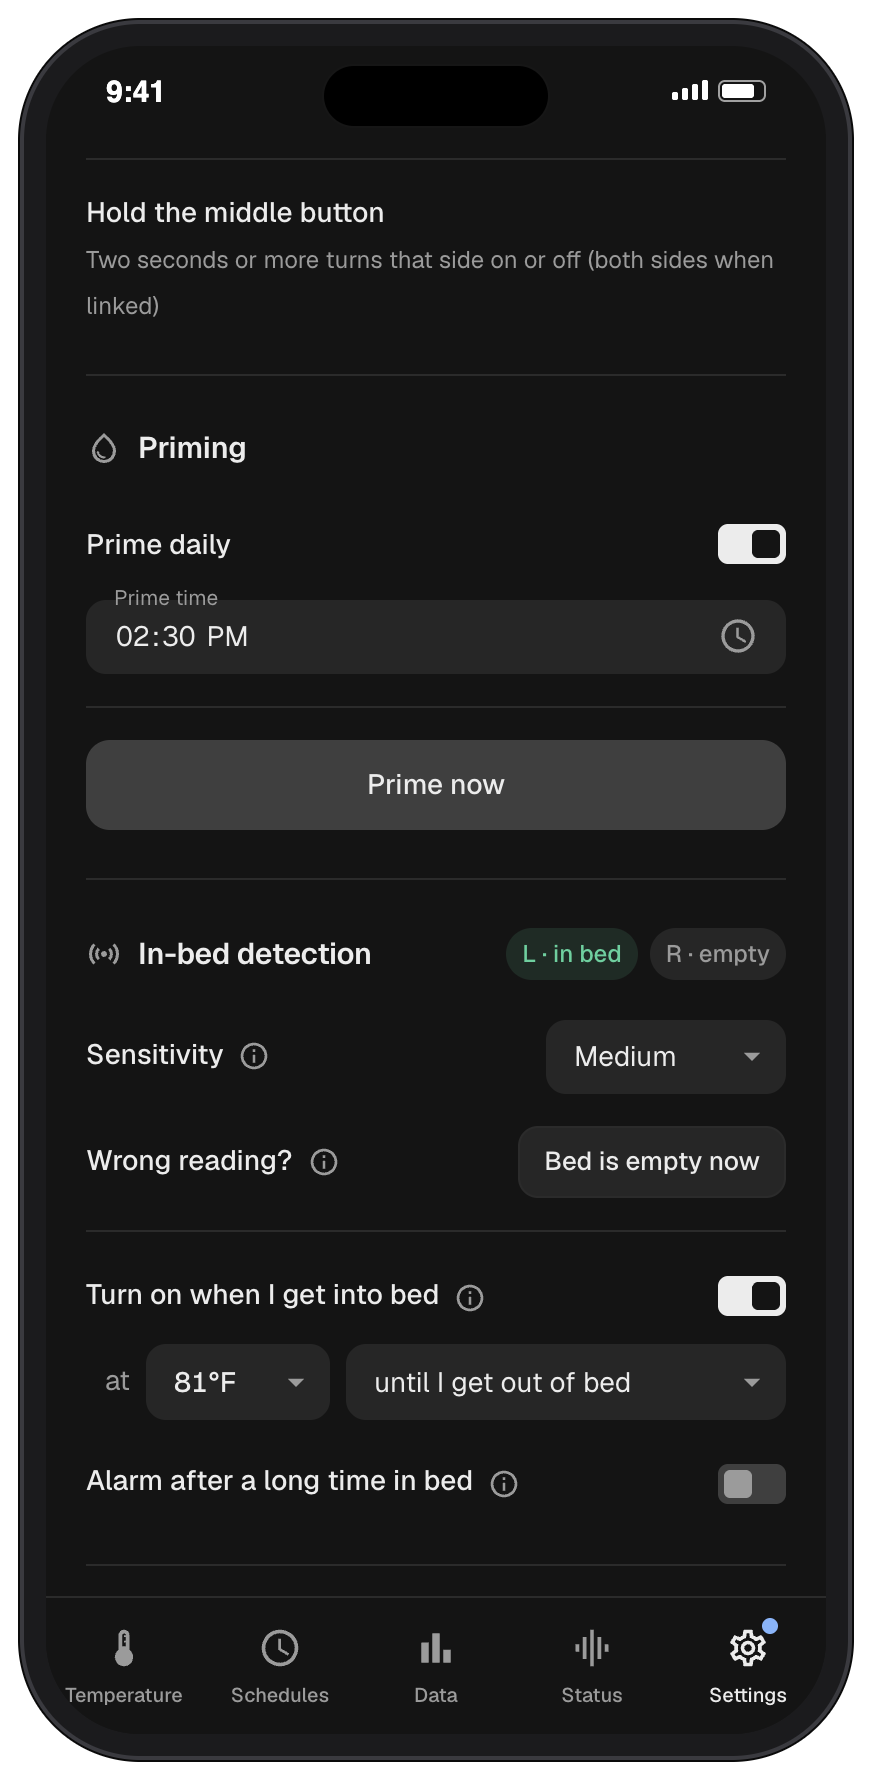 9:41
Hold the middle button
Two seconds or more turns that side on or off (both sides when
linked)
Priming
Prime daily
Prime time
02:30 PM
Prime now
In-bed detection
L · in bed
R · empty
Sensitivity
Medium
Wrong reading?
Bed is empty now
Turn on when I get into bed
at
81°F
until I get out of bed
Alarm after a long time in bed
Temperature
Schedules
Data
Status
Settings